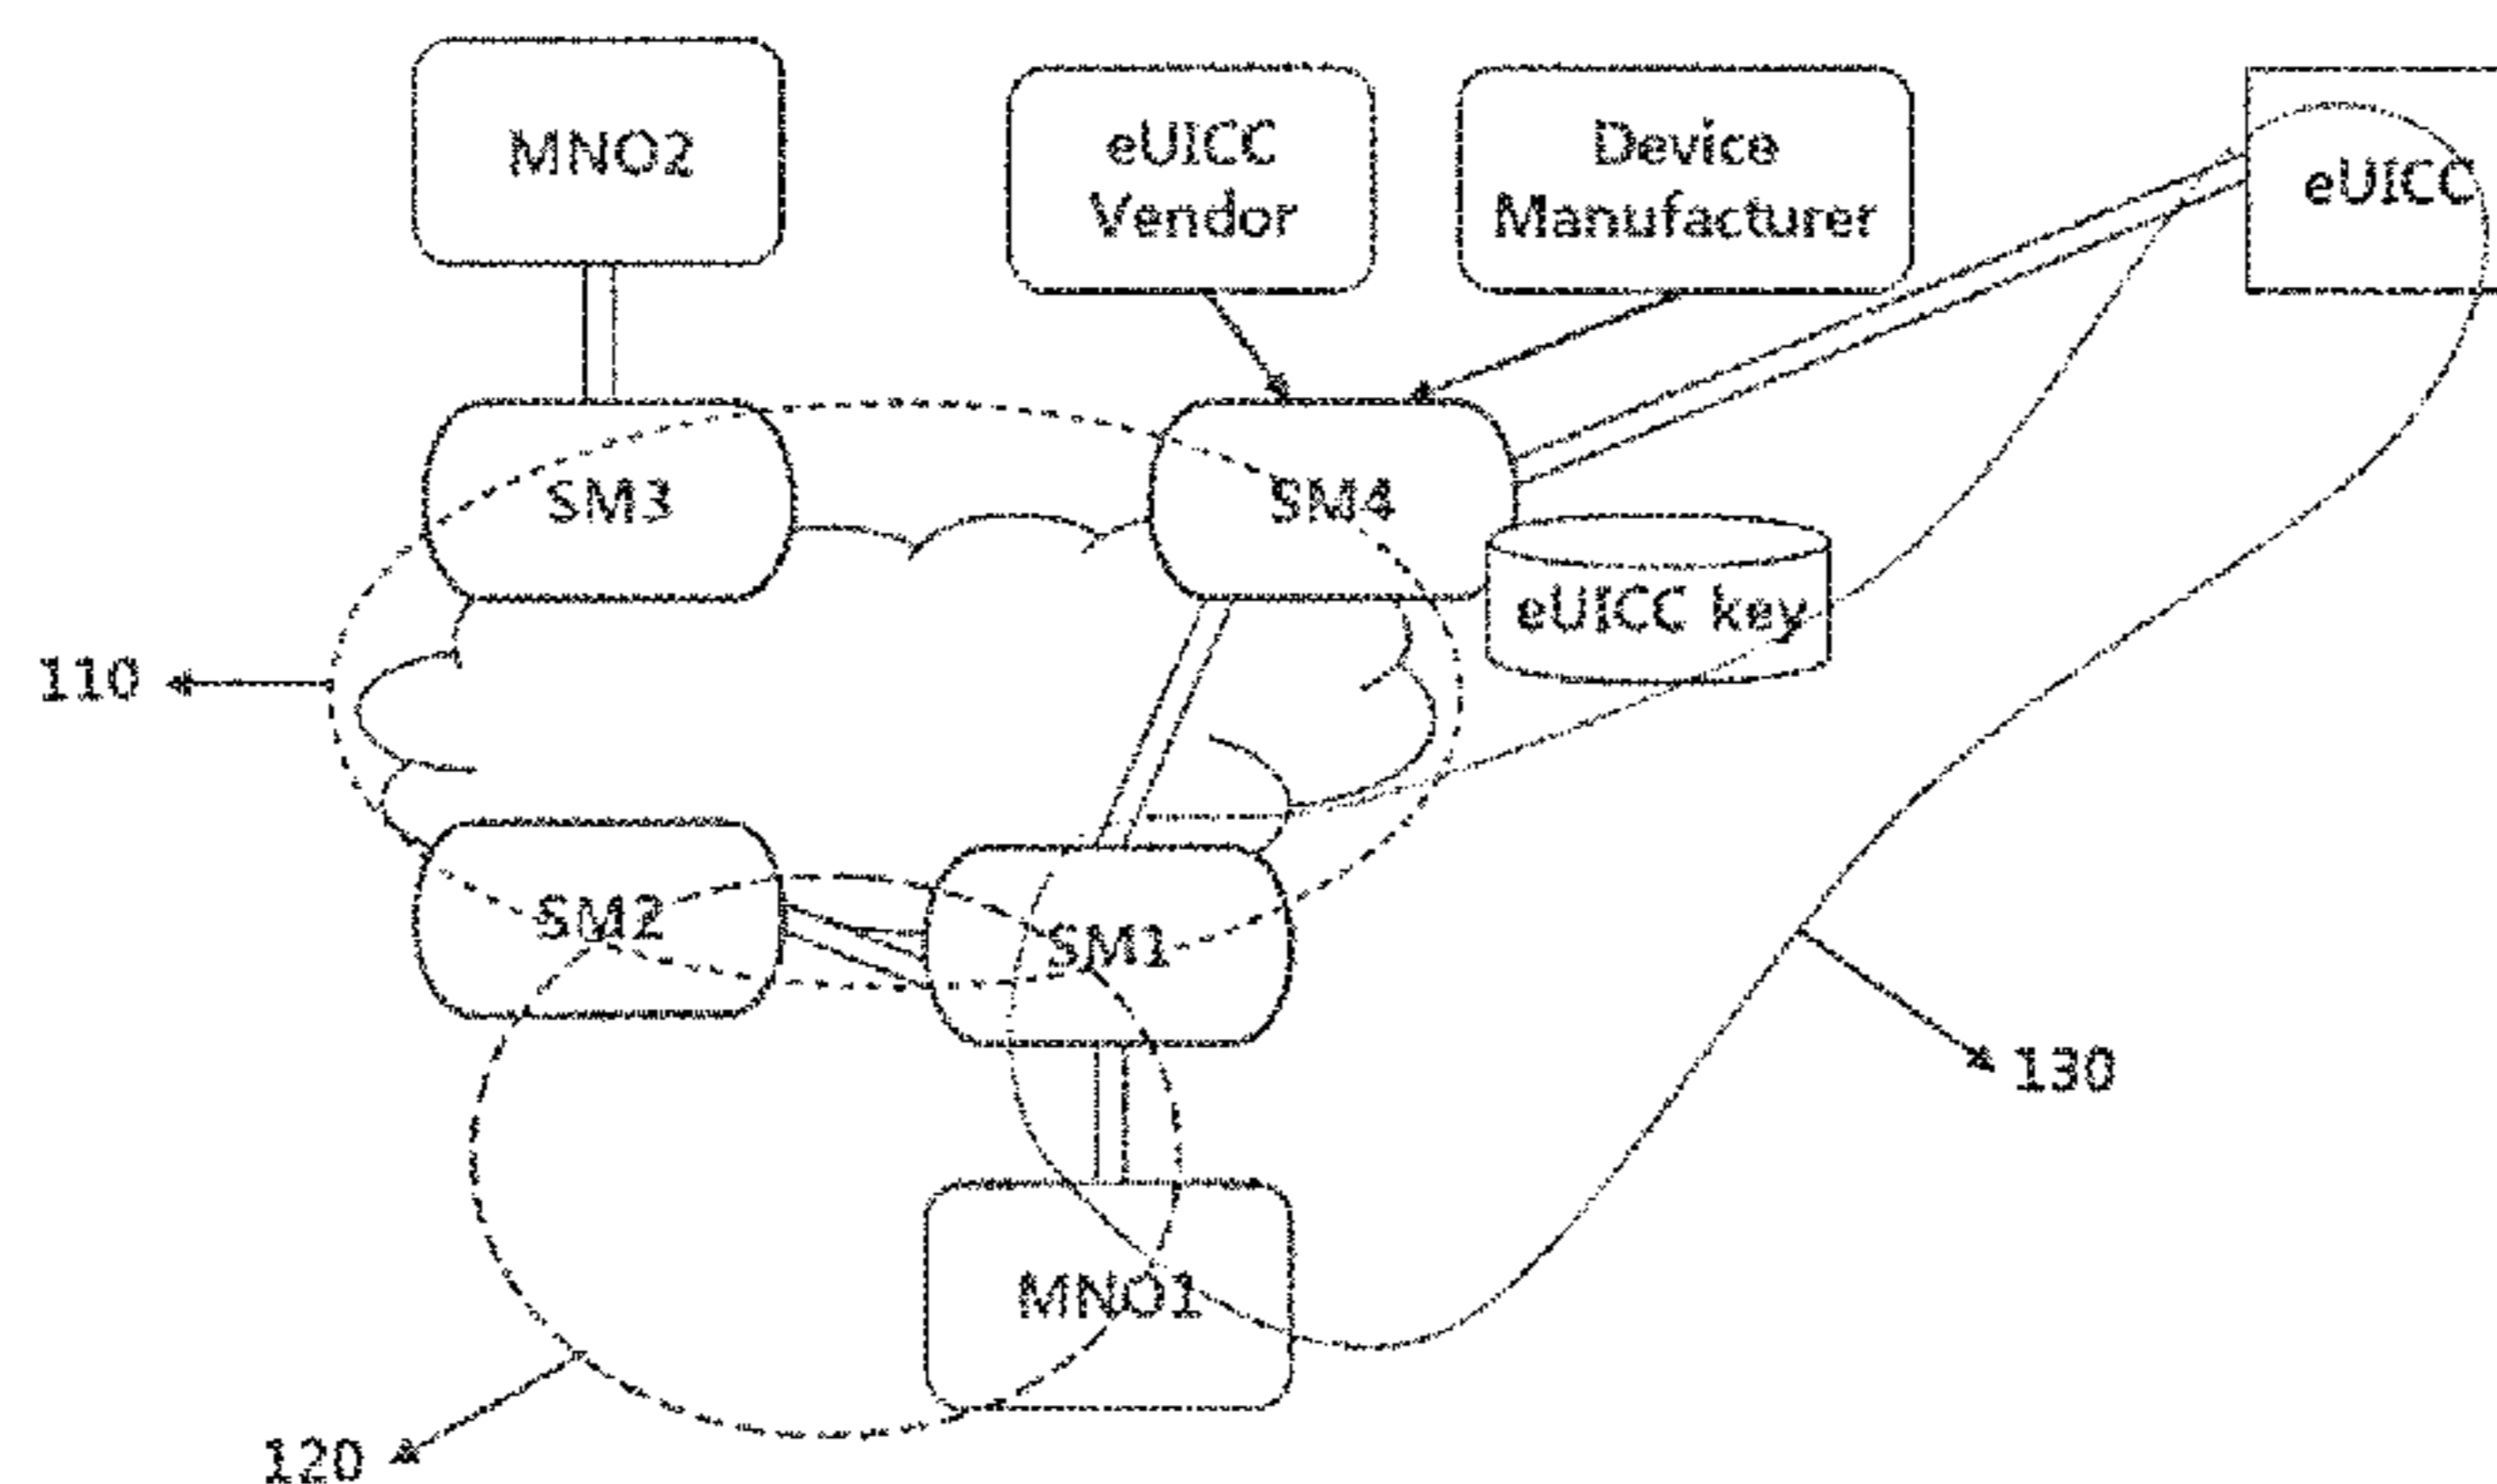 MNO2
eUICC
Vendor
Device
Manufacturer
eUICC
SM3
SM4
eUICC key
110
SM2
SM1
130
MNO1
120